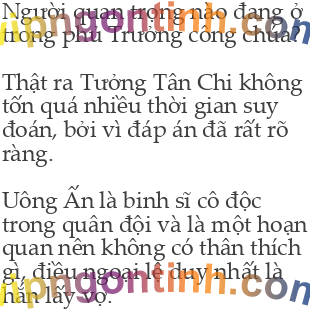 Người quan trọng nào đang ở
trong phủ Trưởng công chúa?
Thật ra Tưởng Tân Chi không
tốn quá nhiều thời gian suy
đoán, bởi vì đáp án đã rất rõ
ràng.
Uông Ấn là binh sĩ cô độc
trong quân đội và là một hoạn
quan nên không có thân thích
gì, điều ngoại lệ duy nhất là
hắn lấy vợ.